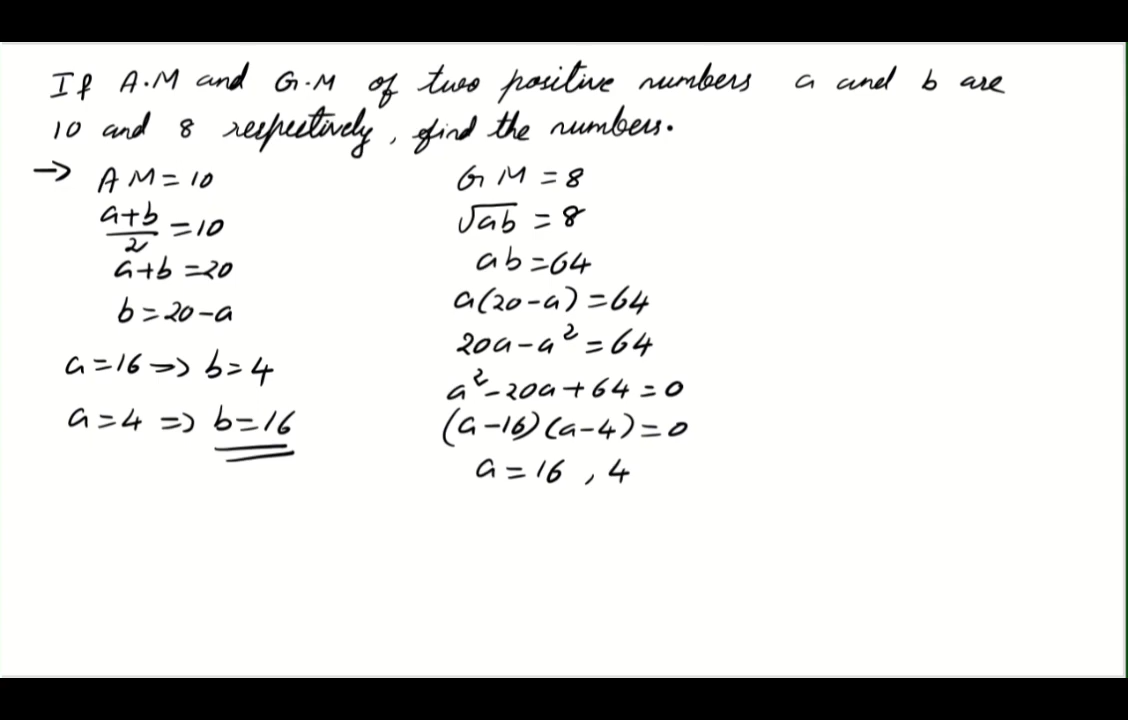 If A.M and G.M of two positive numbers a and b are
10 and 8 respectively, find the numbers.
→ AM = 10
a+b/2 = 10
a+b = 20
b = 20-a
a = 16 => b = 4
a = 4 => b = 16
GM = 8
√ab = 8
ab = 64
a(20-a) = 64
20a - a² = 64
a² - 20a + 64 = 0
(a-16)(a-4) = 0
a = 16 , 4